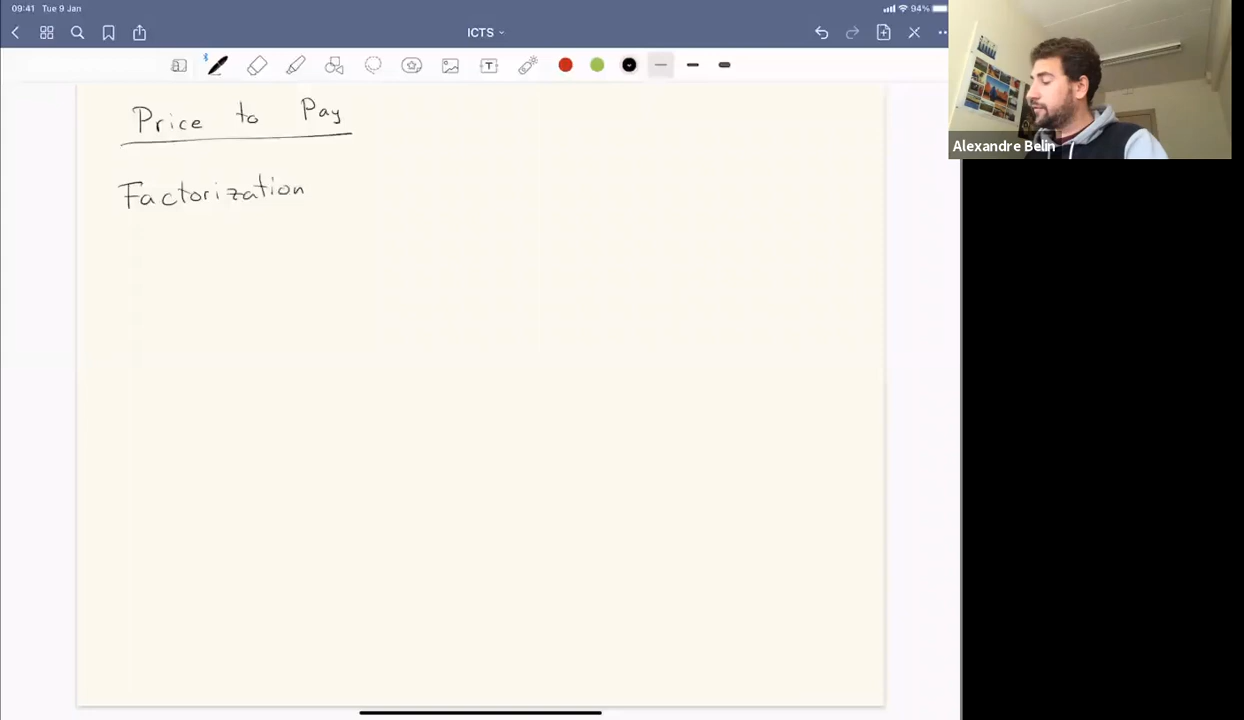 09:41 Tue 9 Jan
94%
ICTS
T
Price to Pay
Factorization
Alexandre Belin